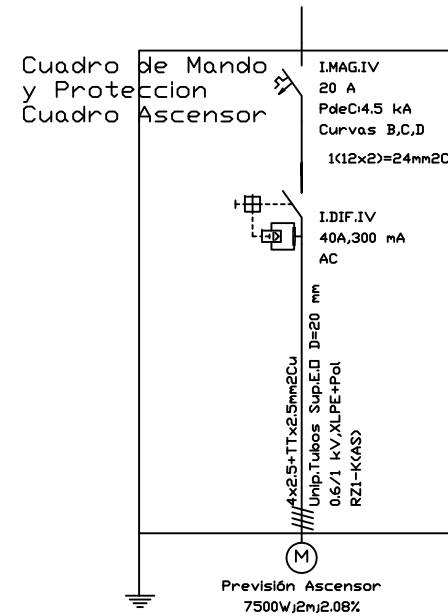 Cuadro de Mando
y Proteccion
Cuadro Ascensor
I.MAG.IV
20 A
PdeC:4.5 kA
Curvas B,C,D
1(12x2)=24mm2C
I.DIF.IV
40A,300 mA
AC
4x2.5+TTx2.5mm2Cu
Unip.Tubos Sup.E.O D=20 mm
0.6/1 kV,XLPE+Pol
RZ1-K(AS)
M
Previsión Ascensor
7500W;2m;2.08%